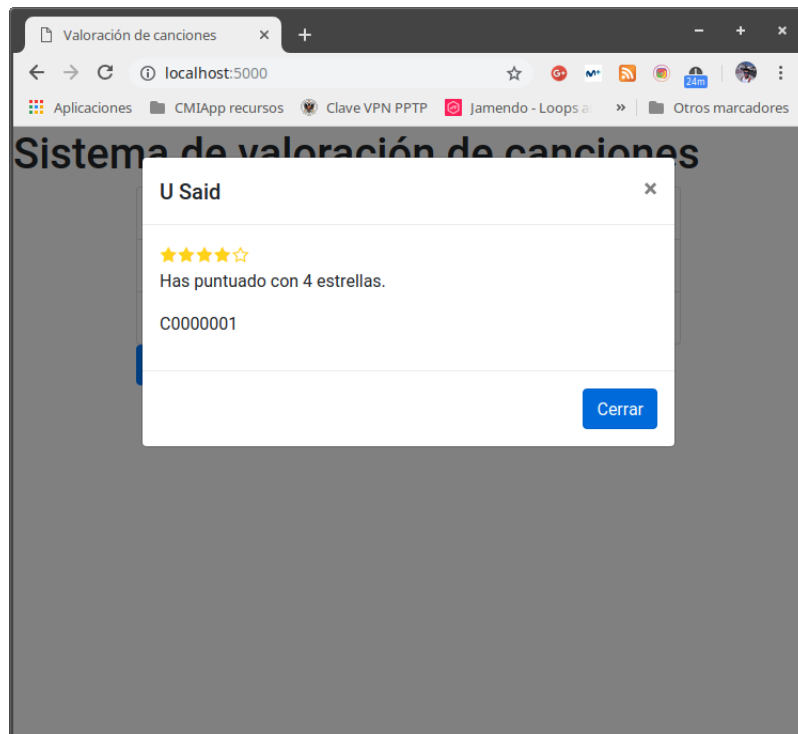 Valoración de canciones
localhost:5000
24m
Aplicaciones CMIApp recursos Clave VPN PPTP Jamendo - Loops a » Otros marcadores
Sistema de valoración de canciones
U Said ×
Has puntuado con 4 estrellas.
C0000001
Cerrar